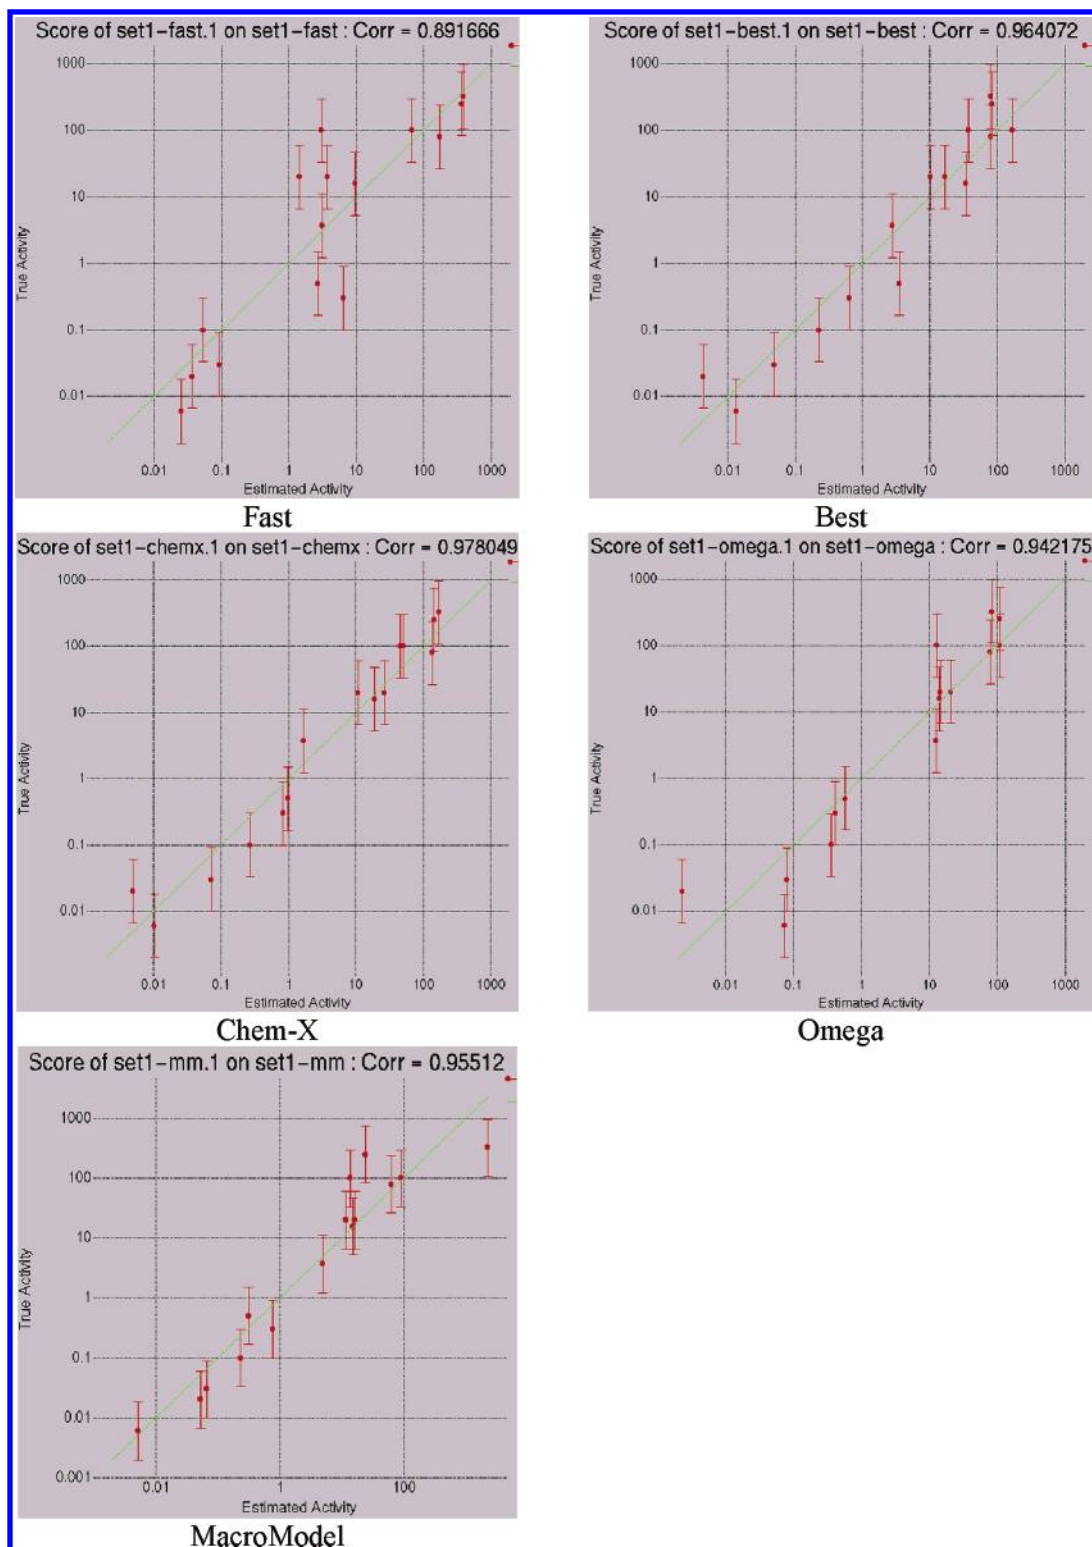 Score of set1-fast.1 on set1-fast : Corr = 0.891666
1000
100
10
1
0.1
0.01
True Activity
0.01 0.1 1 10 100 1000
Estimated Activity
Fast
Score of set1-best.1 on set1-best : Corr = 0.964072
1000
100
10
1
0.1
0.01
True Activity
0.01 0.1 1 10 100 1000
Estimated Activity
Best
Score of set1-chemx.1 on set1-chemx : Corr = 0.978049
1000
100
10
1
0.1
0.01
True Activity
0.01 0.1 1 10 100 1000
Estimated Activity
Chem-X
Score of set1-omega.1 on set1-omega : Corr = 0.942175
1000
100
10
1
0.1
0.01
True Activity
0.01 0.1 1 10 100 1000
Estimated Activity
Omega
Score of set1-mm.1 on set1-mm : Corr = 0.95512
1000
100
10
1
0.1
0.01
0.001
True Activity
0.01 1 100
Estimated Activity
MacroModel